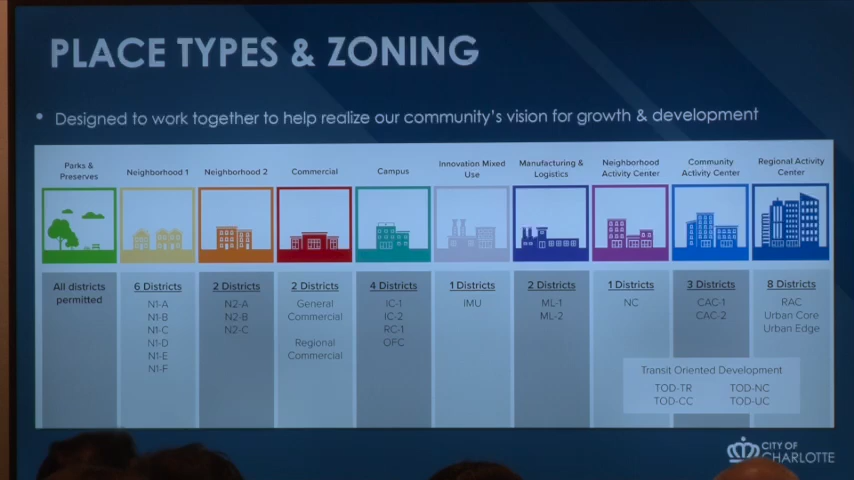 PLACE TYPES & ZONING
• Designed to work together to help realize our community's vision for growth & development
Parks &
Preserves
Neighborhood 1
Neighborhood 2
Commercial
Campus
Innovation Mixed
Use
Manufacturing &
Logistics
Neighborhood
Activity Center
Community
Activity Center
Regional Activity
Center
All districts
permitted
6 Districts
N1-A
N1-B
N1-C
N1-D
N1-E
N1-F
2 Districts
N2-A
N2-B
N2-C
2 Districts
General
Commercial
Regional
Commercial
4 Districts
IC-1
IC-2
RC-1
OFC
1 Districts
IMU
2 Districts
ML-1
ML-2
1 Districts
NC
3 Districts
CAC-1
CAC-2
8 Districts
RAC
Urban Core
Urban Edge
Transit Oriented Development
TOD-TR TOD-NC
TOD-CC TOD-UC
CITY OF
CHARLOTTE